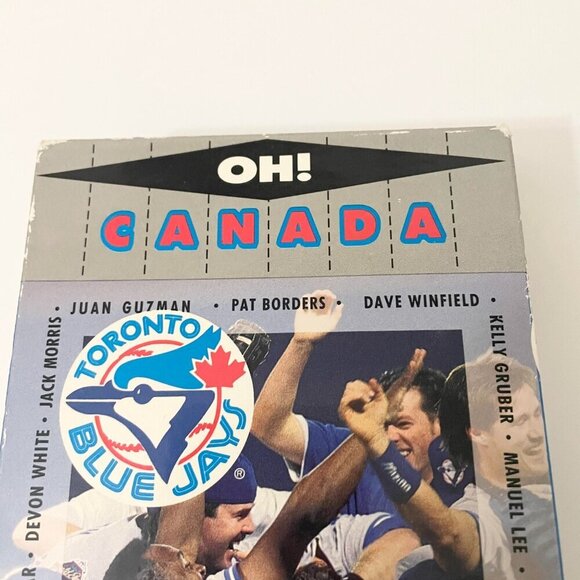 OH!
CANADA
JUAN GUZMAN • PAT BORDERS • DAVE WINFIELD •
KELLY GRUBER • MANUEL LEE •
DEVON WHITE • JACK MORRIS •
TORONTO
BLUE JAYS
®
MIZUNO